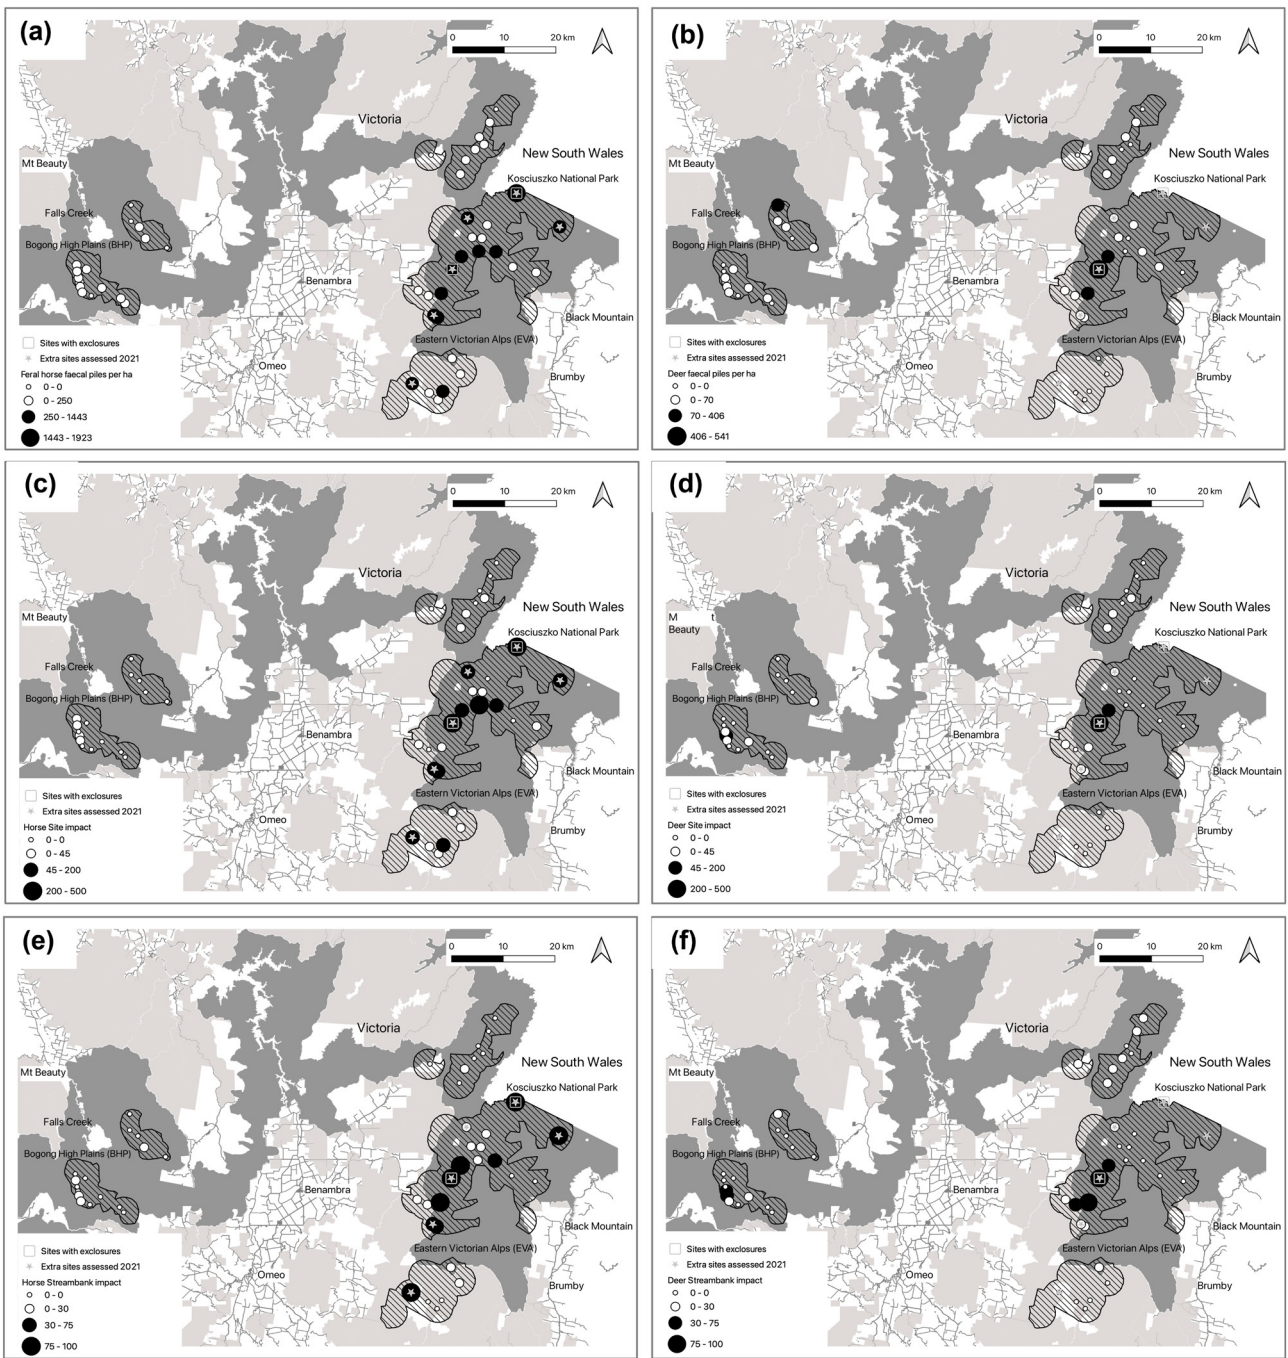 (a)
0 10 20 km
Victoria
New South Wales
Mt Beauty
Kosciuszko National Park
Falls Creek
Bogong High Plains (BHP)
Benambra
Black Mountain
Eastern Victorian Alps (EVA)
Omeo
Brumby
Sites with exclosures
Extra sites assessed 2021
Feral horse faecal piles per ha
0 - 0
0 - 250
250 - 1443
1443 - 1923
(b)
0 10 20 km
Victoria
New South Wales
Mt Beauty
Kosciuszko National Park
Falls Creek
Bogong High Plains (BHP)
Benambra
Black Mountain
Eastern Victorian Alps (EVA)
Omeo
Brumby
Sites with exclosures
Extra sites assessed 2021
Deer faecal piles per ha
0 - 0
0 - 70
70 - 406
406 - 541
(c)
0 10 20 km
Victoria
New South Wales
Mt Beauty
Kosciuszko National Park
Falls Creek
Bogong High Plains (BHP)
Benambra
Black Mountain
Eastern Victorian Alps (EVA)
Omeo
Brumby
Sites with exclosures
Extra sites assessed 2021
Horse Site impact
0 - 0
0 - 45
45 - 200
200 - 500
(d)
0 10 20 km
Victoria
New South Wales
M t
Beauty
Kosciuszko National Park
Falls Creek
Bogong High Plains (BHP)
Benambra
Black Mountain
Eastern Victorian Alps (EVA)
Omeo
Brumby
Sites with exclosures
Extra sites assessed 2021
Deer Site impact
0 - 0
0 - 45
45 - 200
200 - 500
(e)
0 10 20 km
Victoria
New South Wales
Mt Beauty
Kosciuszko National Park
Falls Creek
Bogong High Plains (BHP)
Benambra
Black Mountain
Eastern Victorian Alps (EVA)
Omeo
Brumby
Sites with exclosures
Extra sites assessed 2021
Horse Streambank impact
0 - 0
0 - 30
30 - 75
75 - 100
(f)
0 10 20 km
Victoria
New South Wales
Mt Beauty
Kosciuszko National Park
Falls Creek
Bogong High Plains (BHP)
Benambra
Black Mountain
Eastern Victorian Alps (EVA)
Omeo
Brumby
Sites with exclosures
Extra sites assessed 2021
Deer Streambank impact
0 - 0
0 - 30
30 - 75
75 - 100